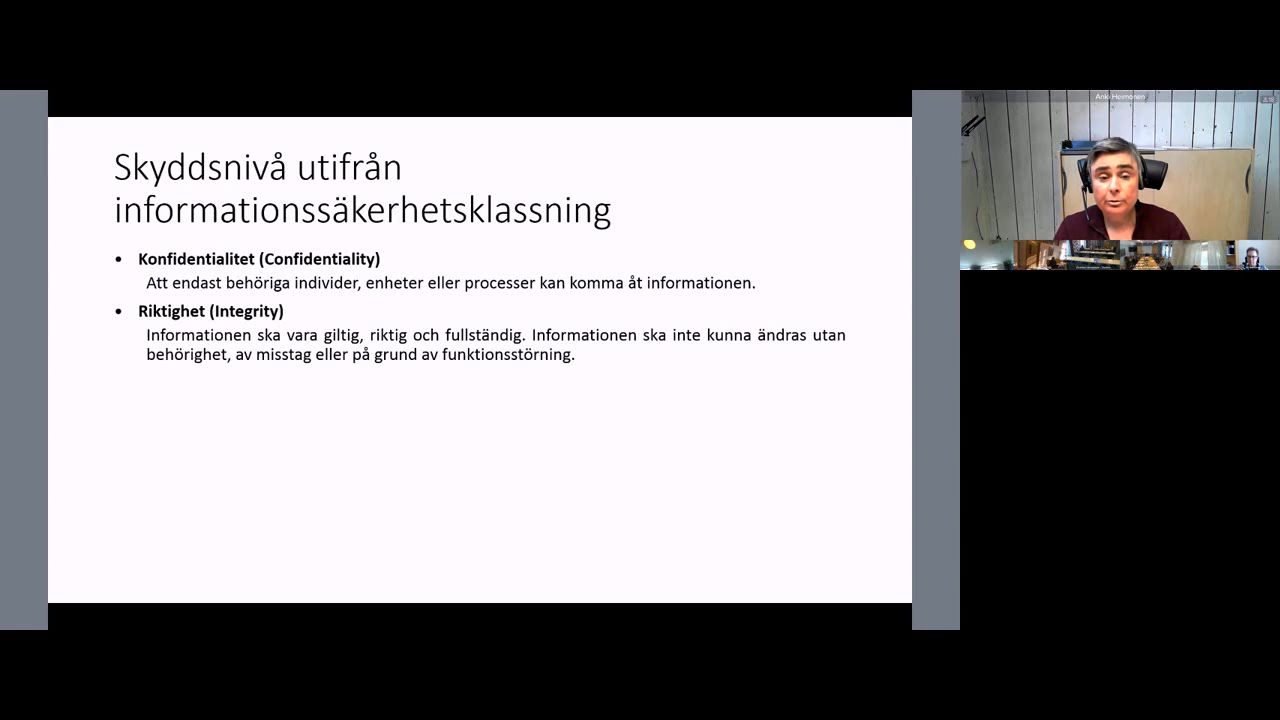 Skyddsnivå utifrån
informationssäkerhetsklassning
• Konfidentialitet (Confidentiality)
Att endast behöriga individer, enheter eller processer kan komma åt informationen.
• Riktighet (Integrity)
Informationen ska vara giltig, riktig och fullständig. Informationen ska inte kunna ändras utan
behörighet, av misstag eller på grund av funktionsstörning.